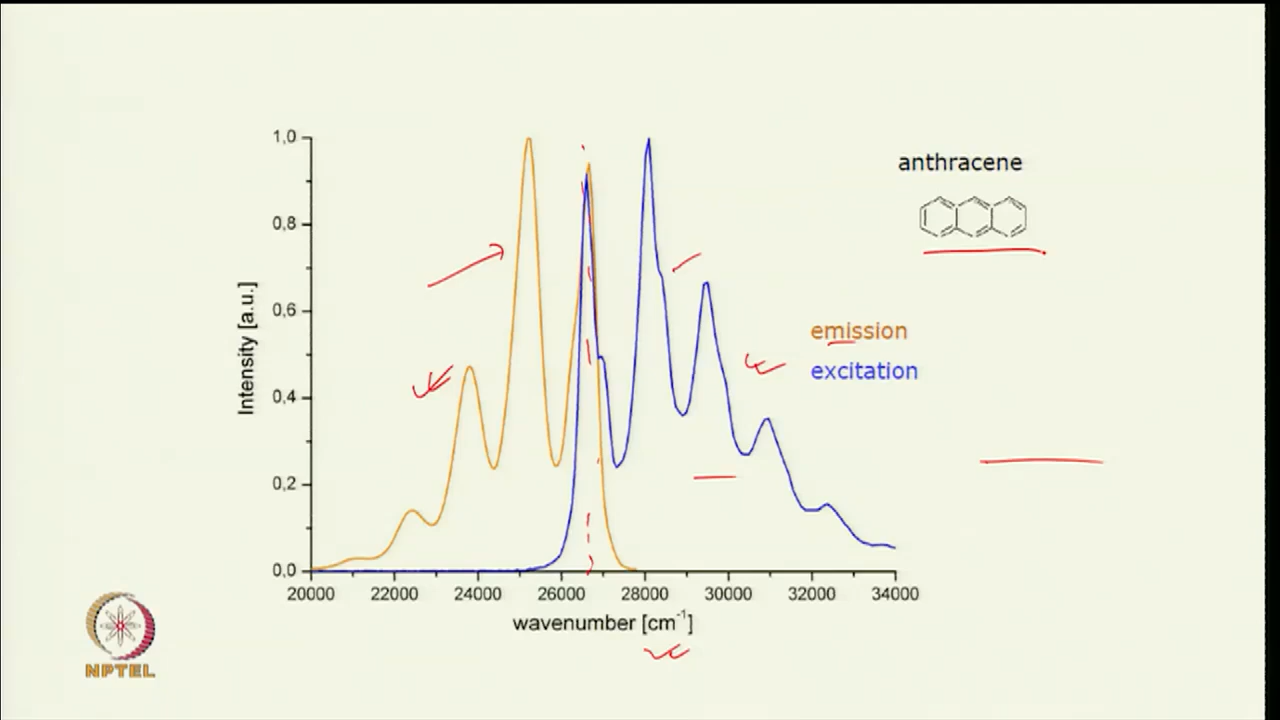 anthracene
emission
excitation
Intensity [a.u.]
1,0
0,8
0,6
0,4
0,2
0,0
20000 22000 24000 26000 28000 30000 32000 34000
wavenumber [cm⁻¹]
NPTEL